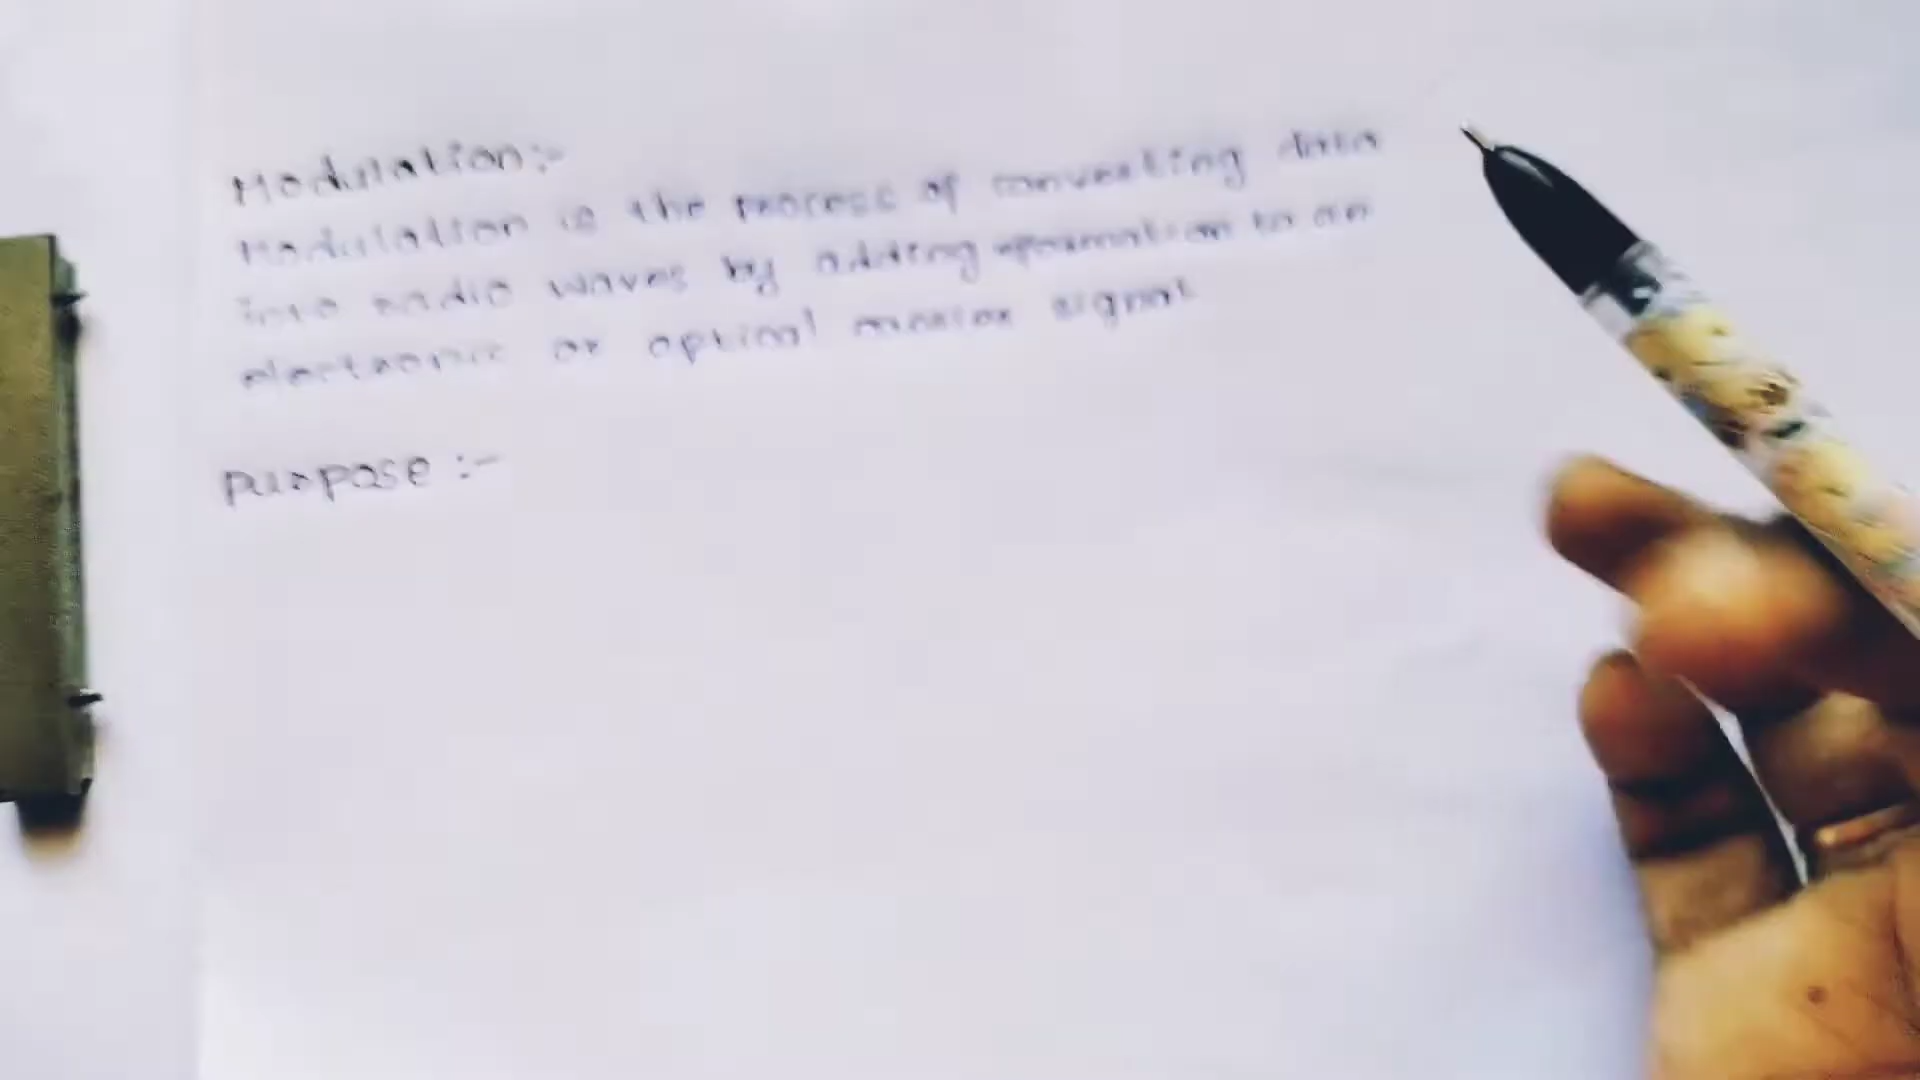 Modulation:-
Modulation is the process of converting data
into radio waves by adding information to an
electronic or optical carrier signal
Purpose :-